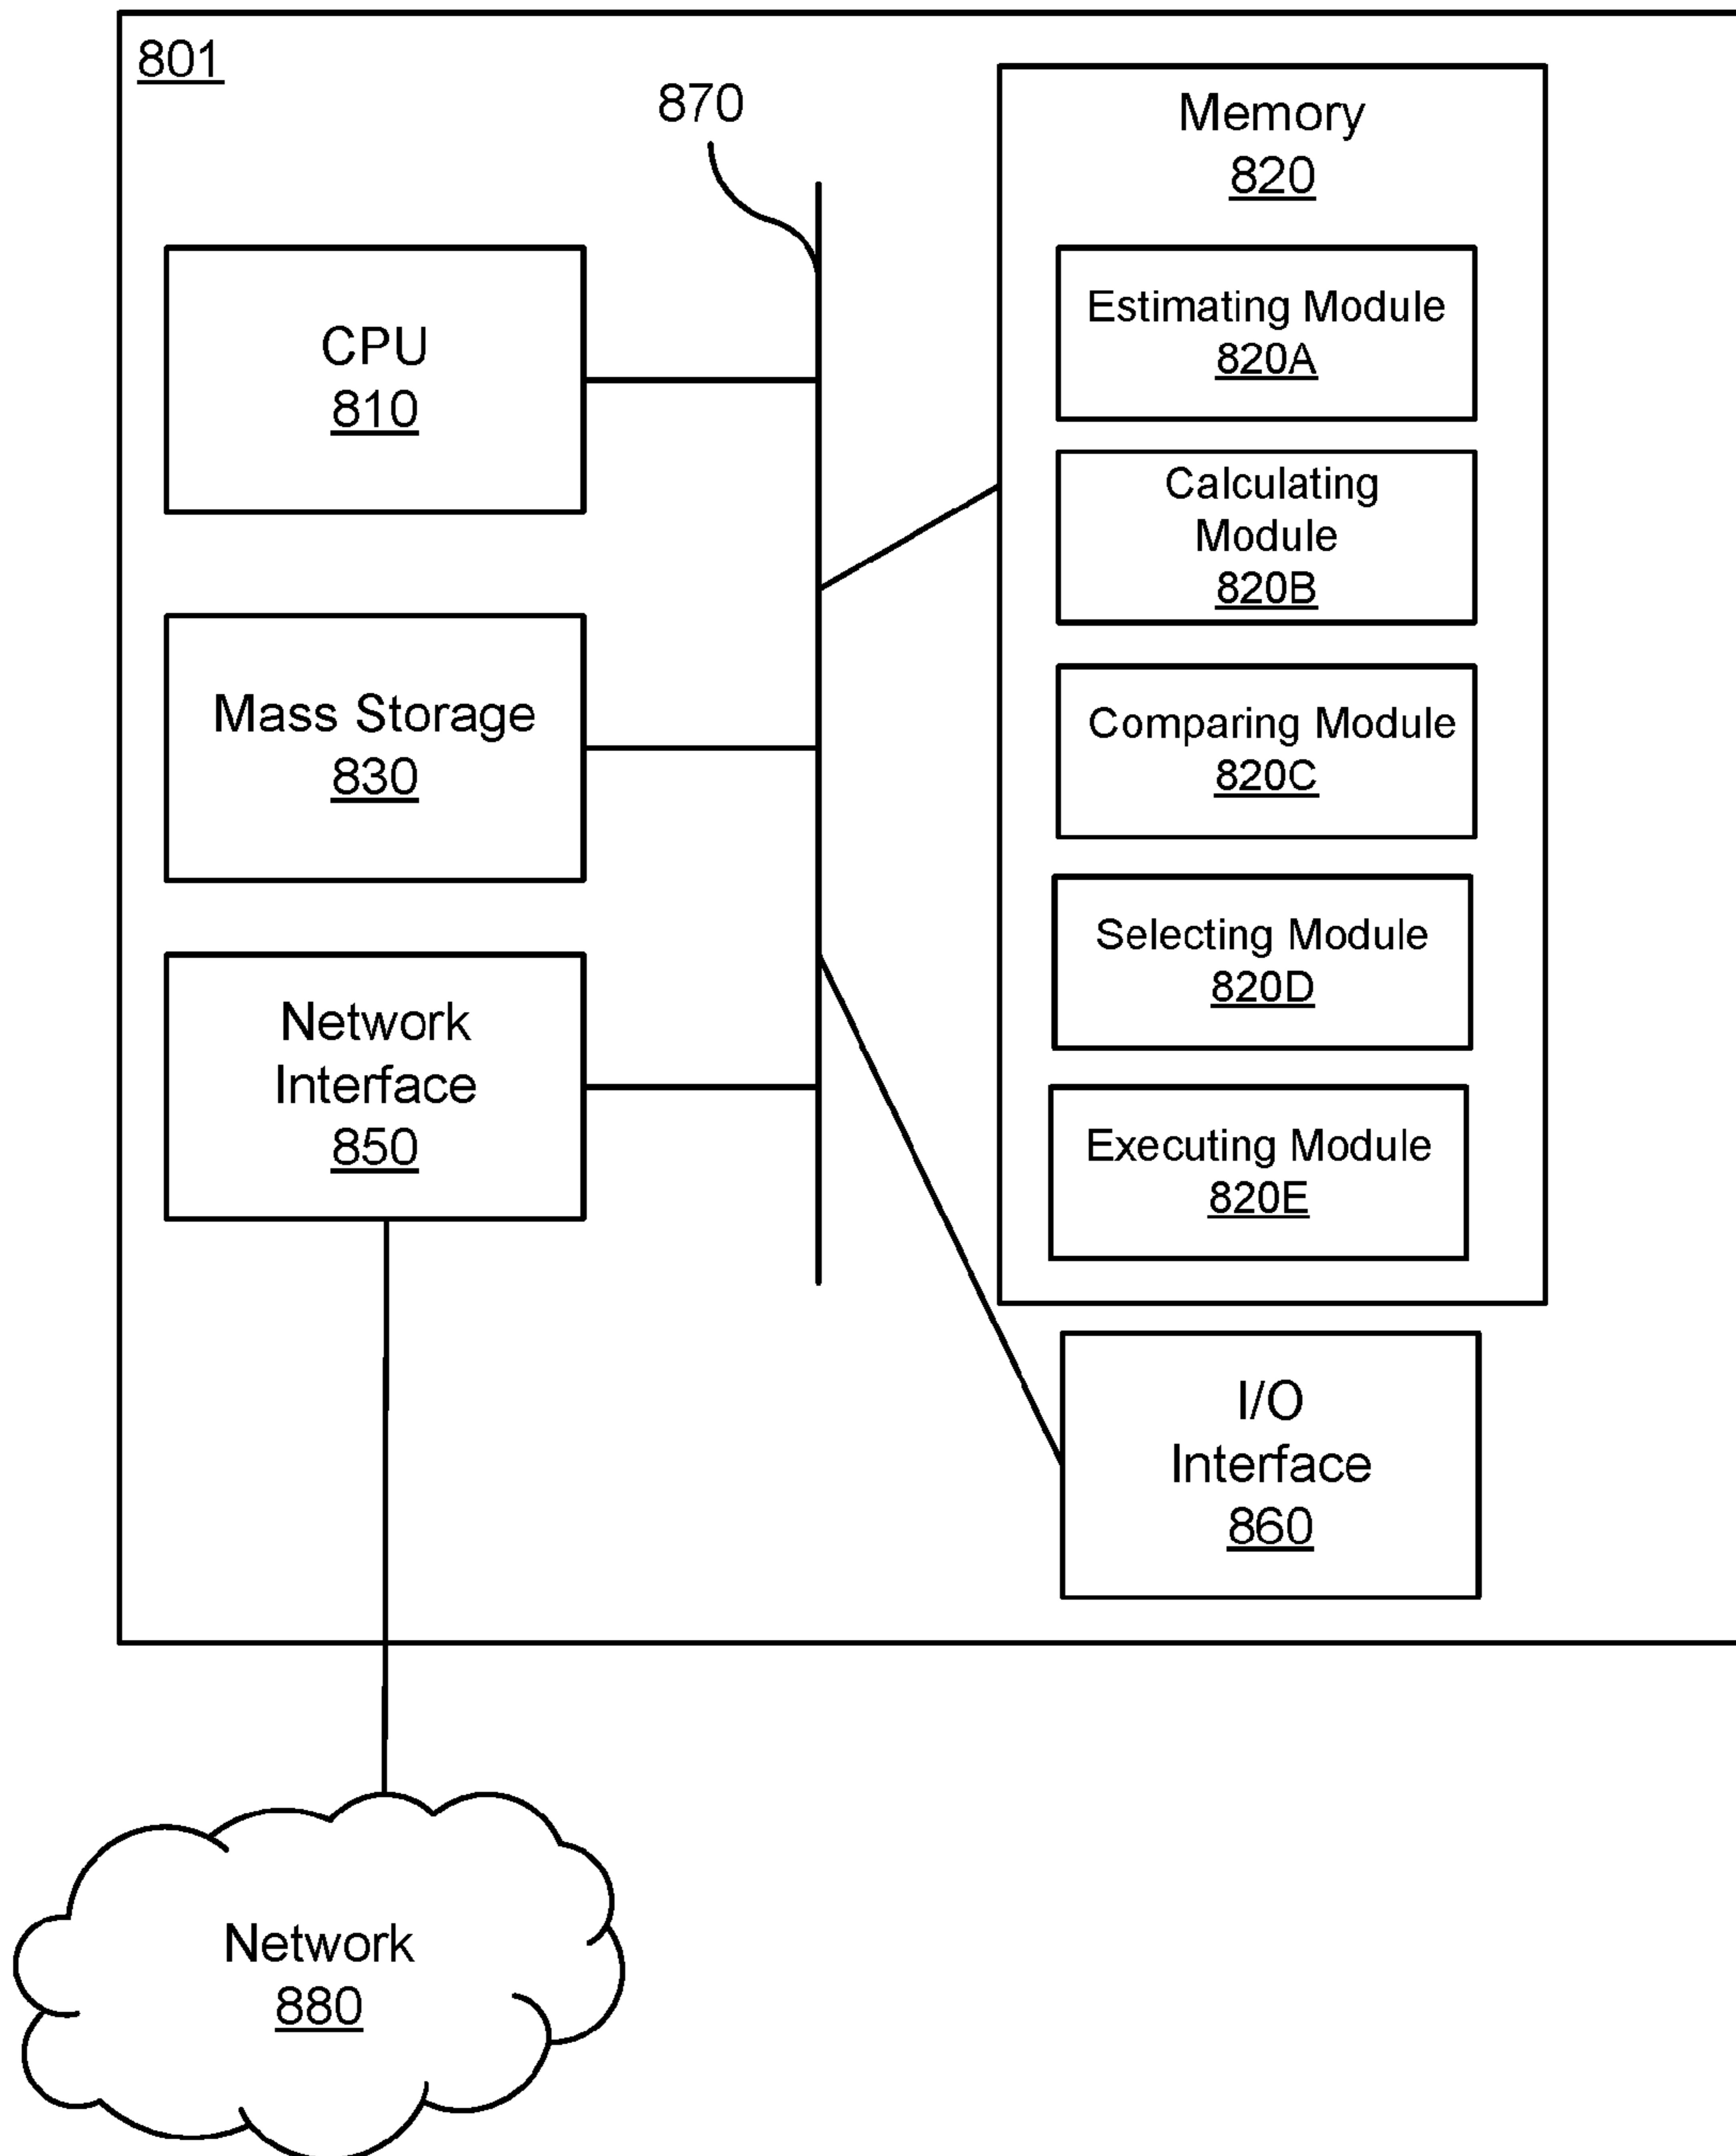 801
870
CPU
810
Mass Storage
830
Network
Interface
850
Memory
820
Estimating Module
820A
Calculating
Module
820B
Comparing Module
820C
Selecting Module
820D
Executing Module
820E
I/O
Interface
860
Network
880